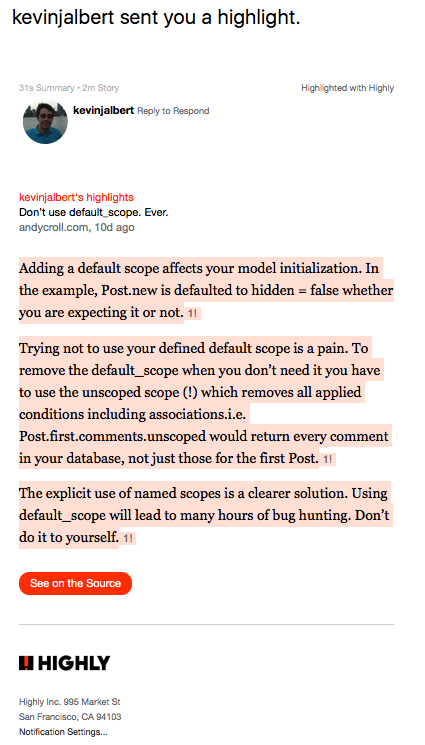 kevinjalbert sent you a highlight.
31s Summary • 2m Story
Highlighted with Highly
kevinjalbert Reply to Respond
kevinjalbert's highlights
Don't use default_scope. Ever.
andycroll.com, 10d ago
Adding a default scope affects your model initialization. In
the example, Post.new is defaulted to hidden = false whether
you are expecting it or not. 1!
Trying not to use your defined default scope is a pain. To
remove the default_scope when you don’t need it you have
to use the unscoped scope (!) which removes all applied
conditions including associations.i.e.
Post.first.comments.unscoped would return every comment
in your database, not just those for the first Post. 1!
The explicit use of named scopes is a clearer solution. Using
default_scope will lead to many hours of bug hunting. Don’t
do it to yourself. 1!
See on the Source
HIGHLY
Highly Inc. 995 Market St
San Francisco, CA 94103
Notification Settings...